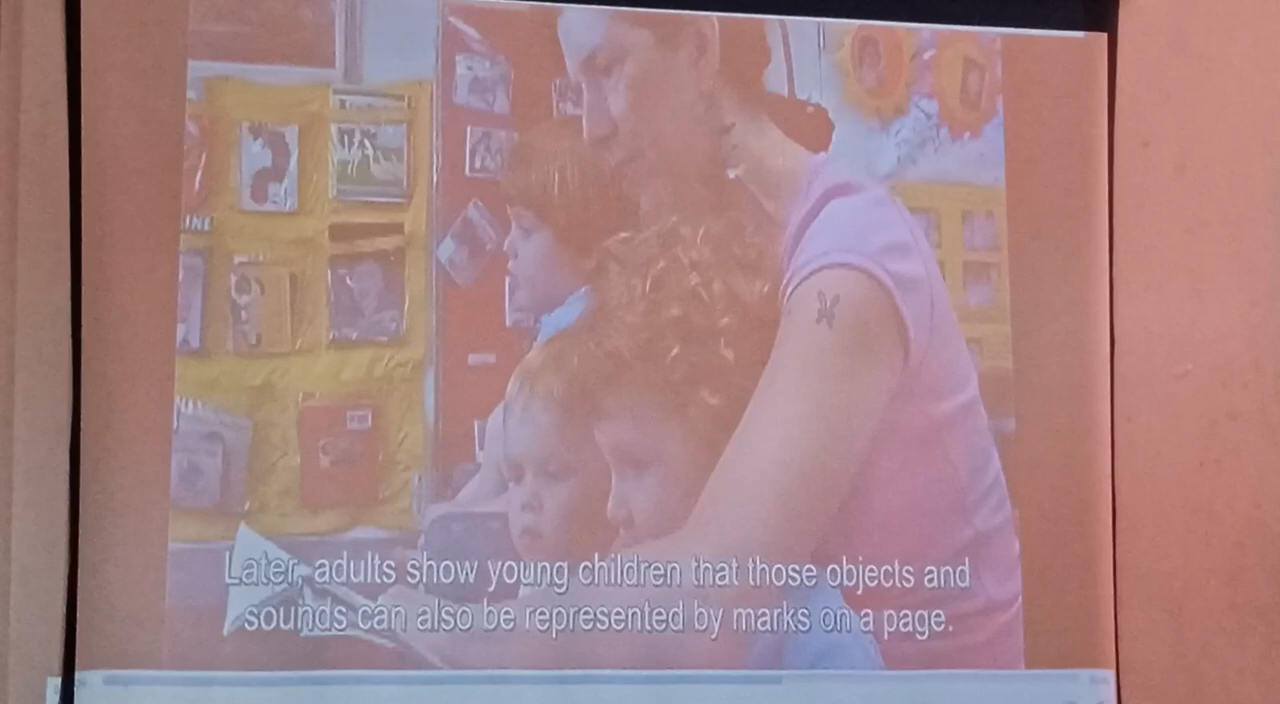 Later, adults show young children that those objects and
sounds can also be represented by marks on a page.